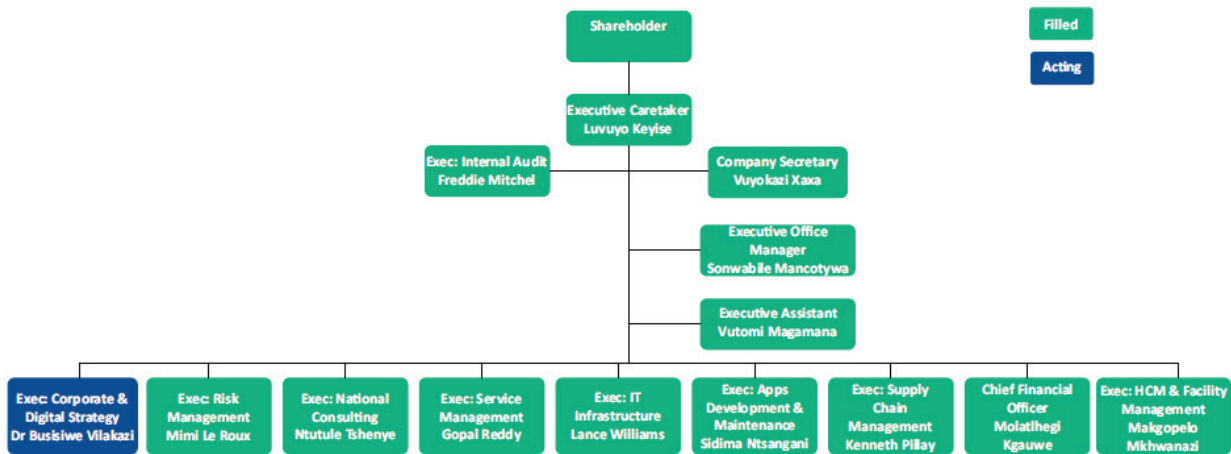 Shareholder
Filled
Acting
Executive Caretaker
Luvuyo Keyise
Exec: Internal Audit
Freddie Mitchel
Company Secretary
Vuyokazi Xaxa
Executive Office
Manager
Sonwabile Mancotywa
Executive Assistant
Vutomi Magamana
Exec: Corporate &
Digital Strategy
Dr Busisiwe Vilakazi
Exec: Risk
Management
Mimi Le Roux
Exec: National
Consulting
Ntutule Tshenye
Exec: Service
Management
Gopal Reddy
Exec: IT
Infrastructure
Lance Williams
Exec: Apps
Development &
Maintenance
Sidima Ntsangani
Exec: Supply
Chain
Management
Kenneth Pillay
Chief Financial
Officer
Molatlhegi
Kgauwe
Exec: HCM & Facility
Management
Makgopelo
Mkhwanazi